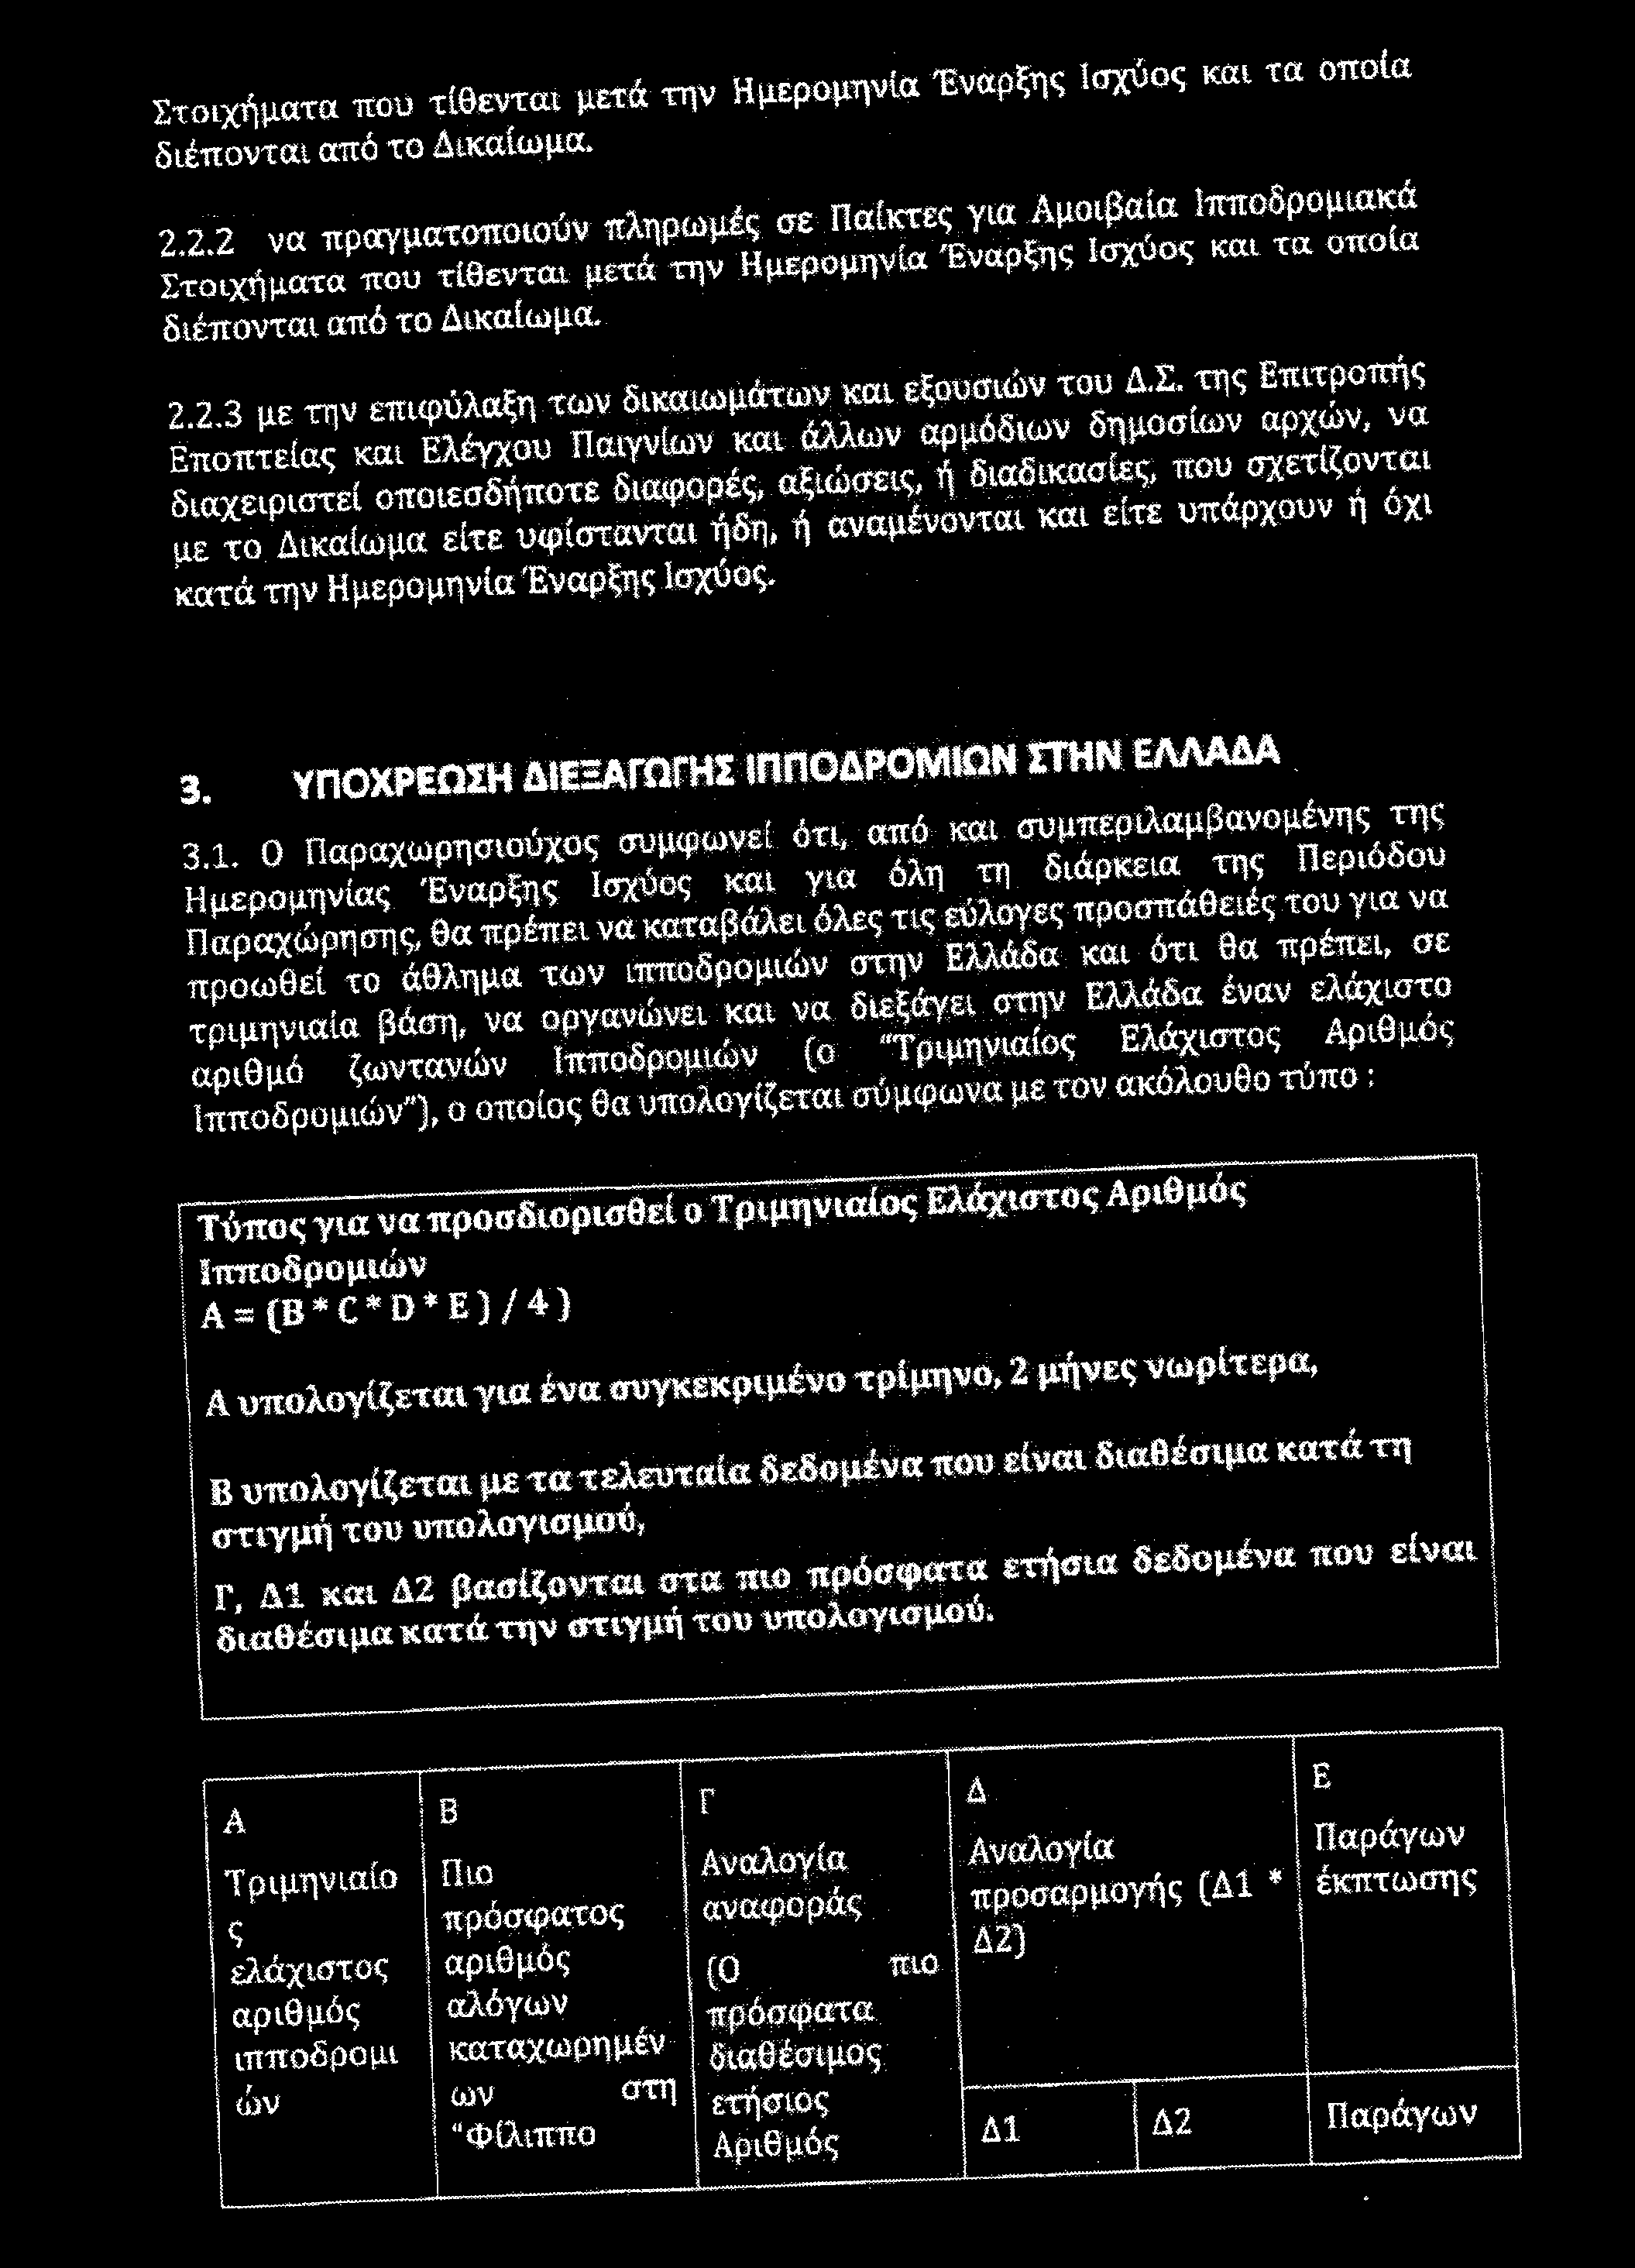 Στοιχήματα που τίθενται μετά την Ημερομηνία Έναρξης Ισχύος και τα οποία
διέπονται από το Δικαίωμα.
2.2.2 να πραγματοποιούν πληρωμές σε Παίκτες για Αμοιβαία Ιπποδρομιακά
Στοιχήματα που τίθενται μετά την Ημερομηνία Έναρξης Ισχύος και τα οποία
διέπονται από το Δικαίωμα.
2.2.3 με την επιφύλαξη των δικαιωμάτων και εξουσιών του Δ.Σ. της Επιτροπής
Εποπτείας και Ελέγχου Παιγνίων και άλλων αρμόδιων δημοσίων αρχών, να
διαχειριστεί οποιεσδήποτε διαφορές, αξιώσεις, ή διαδικασίες, που σχετίζονται
με το Δικαίωμα είτε υφίστανται ήδη, ή αναμένονται και είτε υπάρχουν ή όχι
κατά την Ημερομηνία Έναρξης Ισχύος.
3. ΥΠΟΧΡΕΩΣΗ ΔΙΕΞΑΓΩΓΗΣ ΙΠΠΟΔΡΟΜΙΩΝ ΣΤΗΝ ΕΛΛΑΔΑ
3.1. Ο Παραχωρησιούχος συμφωνεί ότι, από και συμπεριλαμβανομένης της
Ημερομηνίας Έναρξης Ισχύος και για όλη τη διάρκεια της Περιόδου
Παραχώρησης, θα πρέπει να καταβάλει όλες τις εύλογες προσπάθειές του για να
προωθεί το άθλημα των ιπποδρομιών στην Ελλάδα και ότι θα πρέπει, σε
τριμηνιαία βάση, να οργανώνει και να διεξάγει στην Ελλάδα έναν ελάχιστο
αριθμό ζωντανών Ιπποδρομιών (ο "Τριμηνιαίος Ελάχιστος Αριθμός
Ιπποδρομιών"), ο οποίος θα υπολογίζεται σύμφωνα με τον ακόλουθο τύπο :
Τύπος για να προσδιορισθεί ο Τριμηνιαίος Ελάχιστος Αριθμός
Ιπποδρομιών
A = (B * C * D * E ) / 4 )
Α υπολογίζεται για ένα συγκεκριμένο τρίμηνο, 2 μήνες νωρίτερα,
Β υπολογίζεται με τα τελευταία δεδομένα που είναι διαθέσιμα κατά τη
στιγμή του υπολογισμού,
Γ, Δ1 και Δ2 βασίζονται στα πιο πρόσφατα ετήσια δεδομένα που είναι
διαθέσιμα κατά την στιγμή του υπολογισμού.
Α
Τριμηνιαίο
ς
ελάχιστος
αριθμός
ιπποδρομι
ών
Β
Πιο
πρόσφατος
αριθμός
αλόγων
καταχωρημέν
ων στη
"Φίλιππο
Γ
Αναλογία
αναφοράς
(Ο πιο
πρόσφατα
διαθέσιμος
ετήσιος
Αριθμός
Δ
Αναλογία
προσαρμογής (Δ1 *
Δ2)
Δ1
Δ2
Ε
Παράγων
έκπτωσης
Παράγων